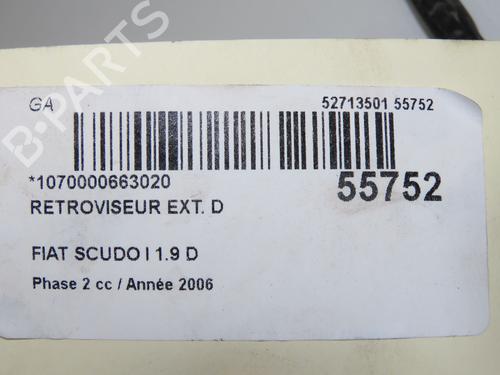 GA 52713501 55752
*1070000663020 55752
RETROVISEUR EXT. D
FIAT SCUDO I 1.9 D
Phase 2 cc / Année 2006
B-PARTS